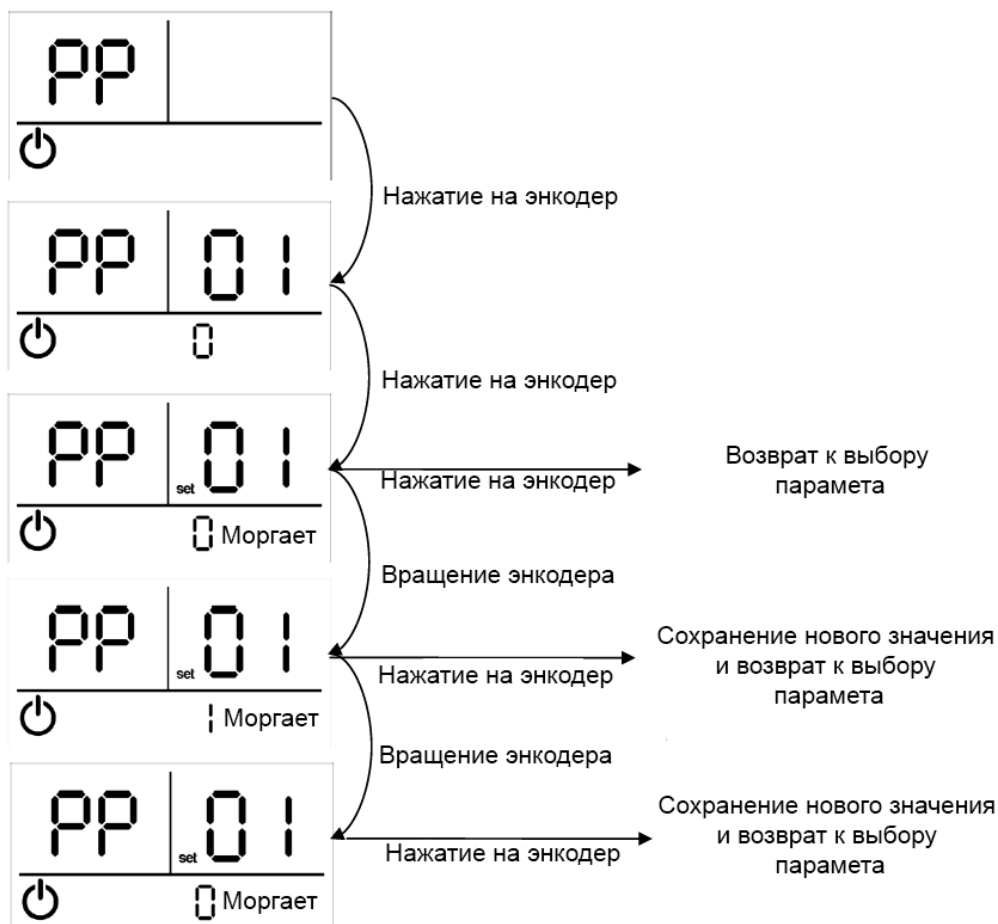 PP
Нажатие на энкодер
PP 01
0
Нажатие на энкодер
PP set 01
0 Моргает
Нажатие на энкодер
Возврат к выбору
парамета
Вращение энкодера
PP set 01
1 Моргает
Нажатие на энкодер
Сохранение нового значения
и возврат к выбору
парамета
Вращение энкодера
PP set 01
0 Моргает
Нажатие на энкодер
Сохранение нового значения
и возврат к выбору
парамета